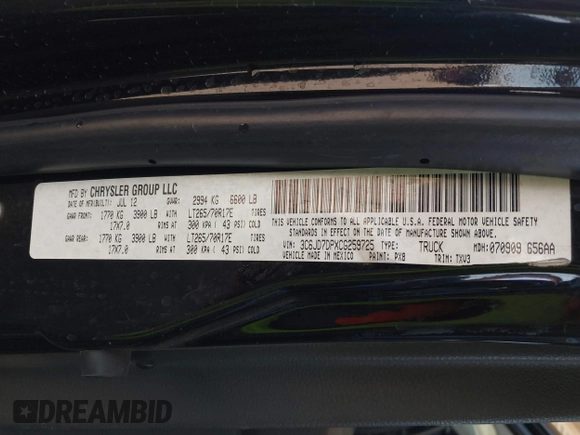 MFD BY CHRYSLER GROUP LLC
DATE OF MFR(BUILT): JUL 12 GVWR: 2994 KG 6600 LB
GAWR FRONT: 1770 KG 3900 LB WITH LT265/70R17E TIRES
17X7.0 RIMS AT 300 KPA ( 43 PSI) COLD
GAWR REAR: 1770 KG 3900 LB WITH LT265/70R17E TIRES
17X7.0 RIMS AT 300 KPA ( 43 PSI) COLD
THIS VEHICLE CONFORMS TO ALL APPLICABLE U.S.A. FEDERAL MOTOR VEHICLE SAFETY
STANDARDS IN EFFECT ON THE DATE OF MANUFACTURE SHOWN ABOVE.
VIN: 3C6JD7DPXCG259725 TYPE: TRUCK MDH: 070909 656AA
VEHICLE MADE IN MEXICO PAINT: PX8 TRIM: TXV3
DREAMBID